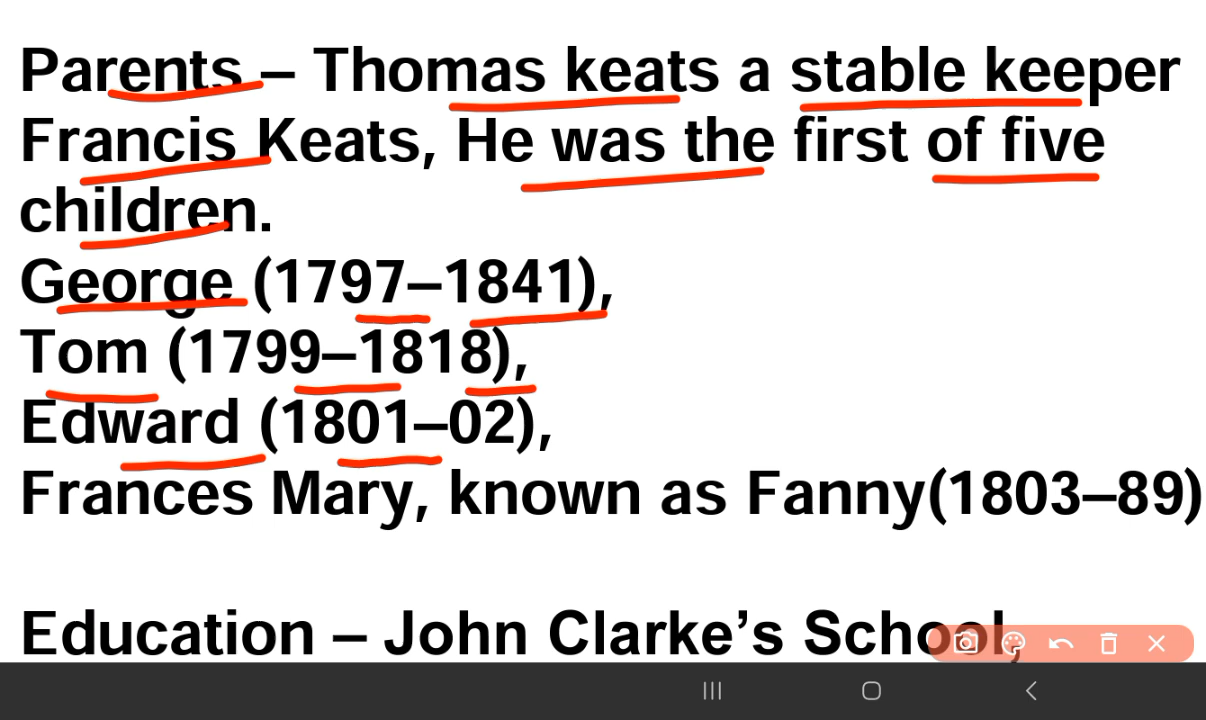 Parents – Thomas keats a stable keeper
Francis Keats, He was the first of five
children.
George (1797–1841),
Tom (1799–1818),
Edward (1801–02),
Frances Mary, known as Fanny(1803–89)
Education – John Clarke’s School,